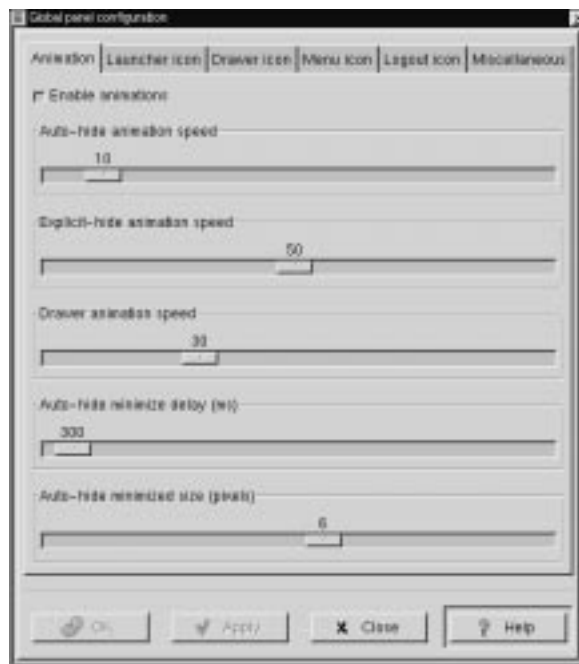 Global panel configuration
Animation Launcher icon Drawer icon Menu icon Logout icon Miscellaneous
Enable animations
Auto-hide animation speed
10
Explicit-hide animation speed
50
Drawer animation speed
30
Auto-hide minimize delay (ms)
300
Auto-hide minimized size (pixels)
6
OK Apply Close Help